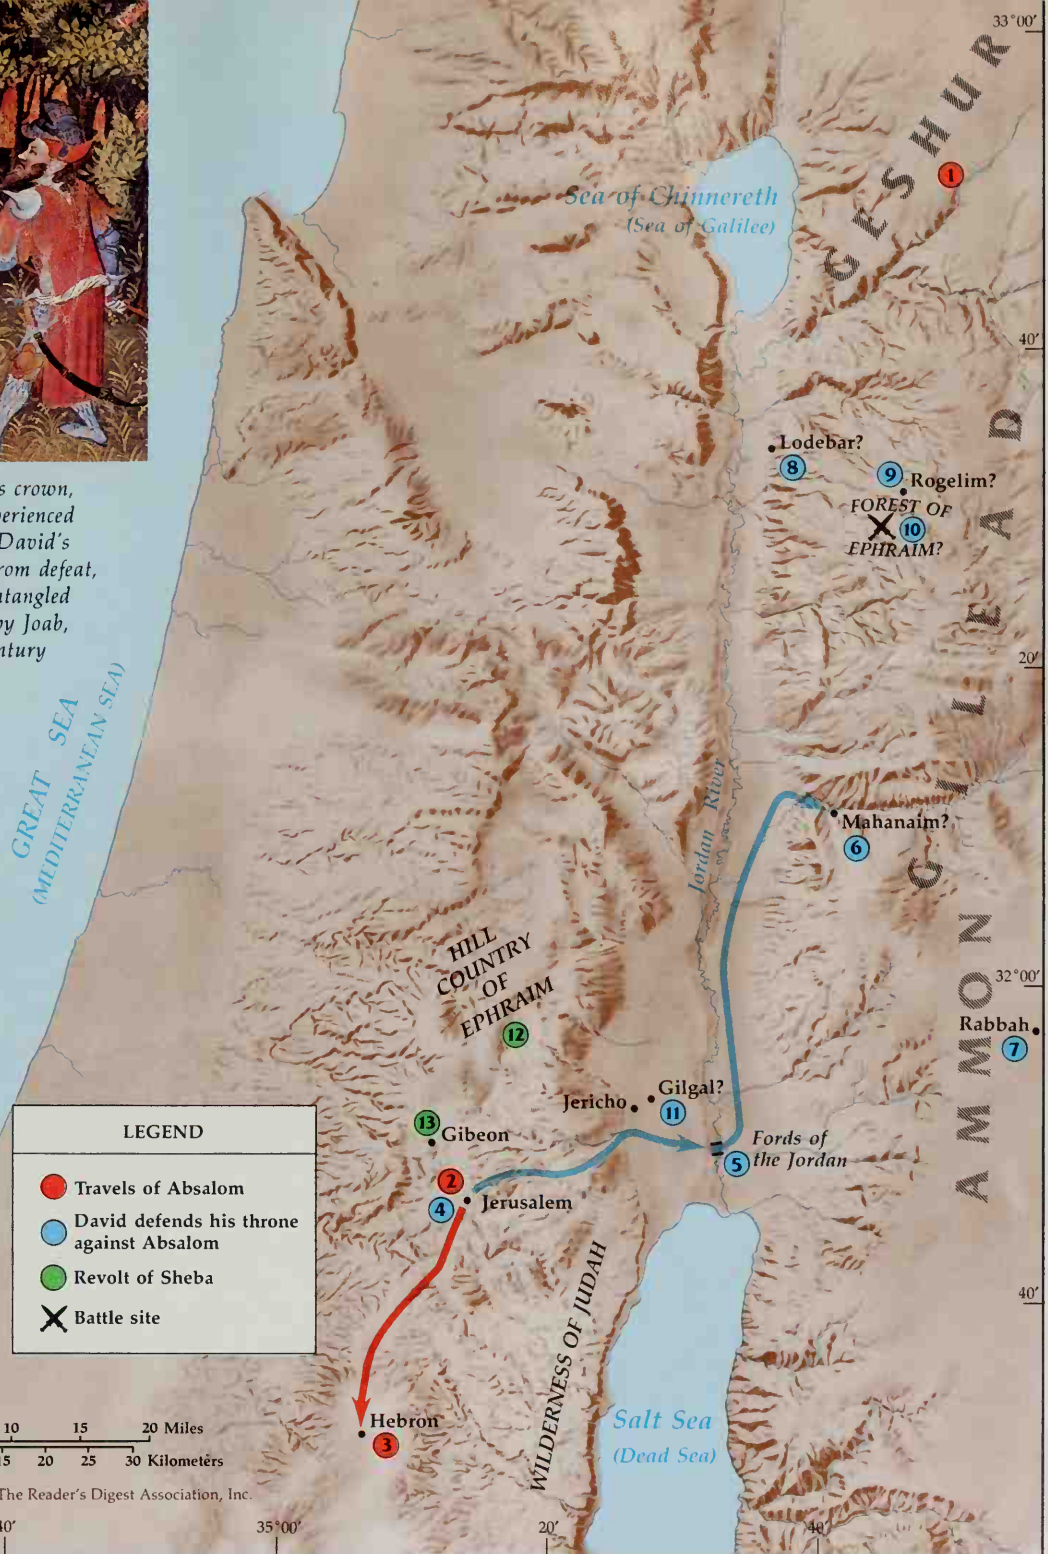 33°00'
GESHUR
1
Sea of Chinnereth
(Sea of Galilee)
40'
Lodebar?
8
9
Rogelim?
FOREST OF
10
EPHRAIM?
GILEAD
s crown,
erienced
David's
rom defeat,
tangled
by Joab,
ntury
20'
GREAT SEA
(MEDITERRANEAN SEA)
Jordan River
Mahanaim?
6
HILL
COUNTRY
OF
EPHRAIM
12
AMMON
32°00'
Rabbah
7
Jericho
Gilgal?
11
13
Gibeon
Fords of
the Jordan
5
2
4
Jerusalem
LEGEND
Travels of Absalom
David defends his throne
against Absalom
Revolt of Sheba
Battle site
WILDERNESS OF JUDAH
40'
Hebron
3
Salt Sea
(Dead Sea)
10 15 20 Miles
15 20 25 30 Kilometers
The Reader's Digest Association, Inc.
40' 35°00' 20' 40'